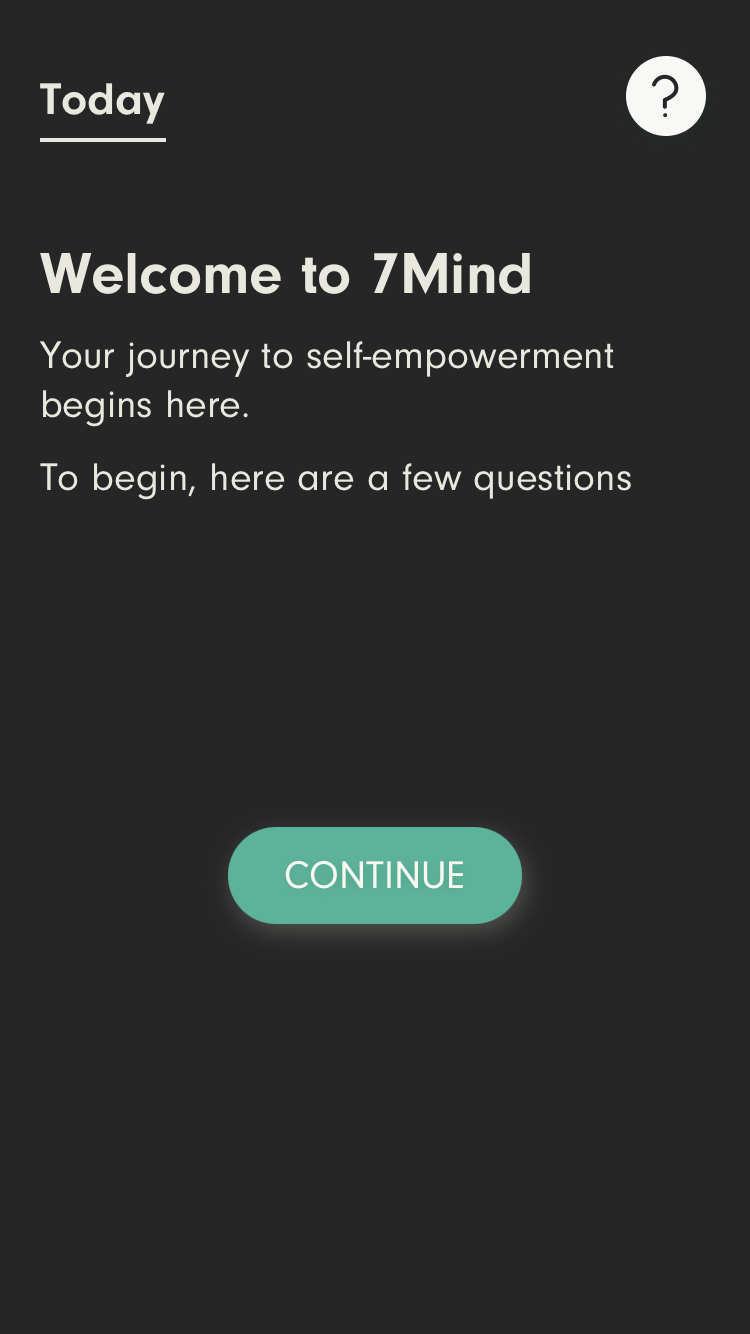 Today
?
Welcome to 7Mind
Your journey to self-empowerment
begins here.
To begin, here are a few questions
CONTINUE